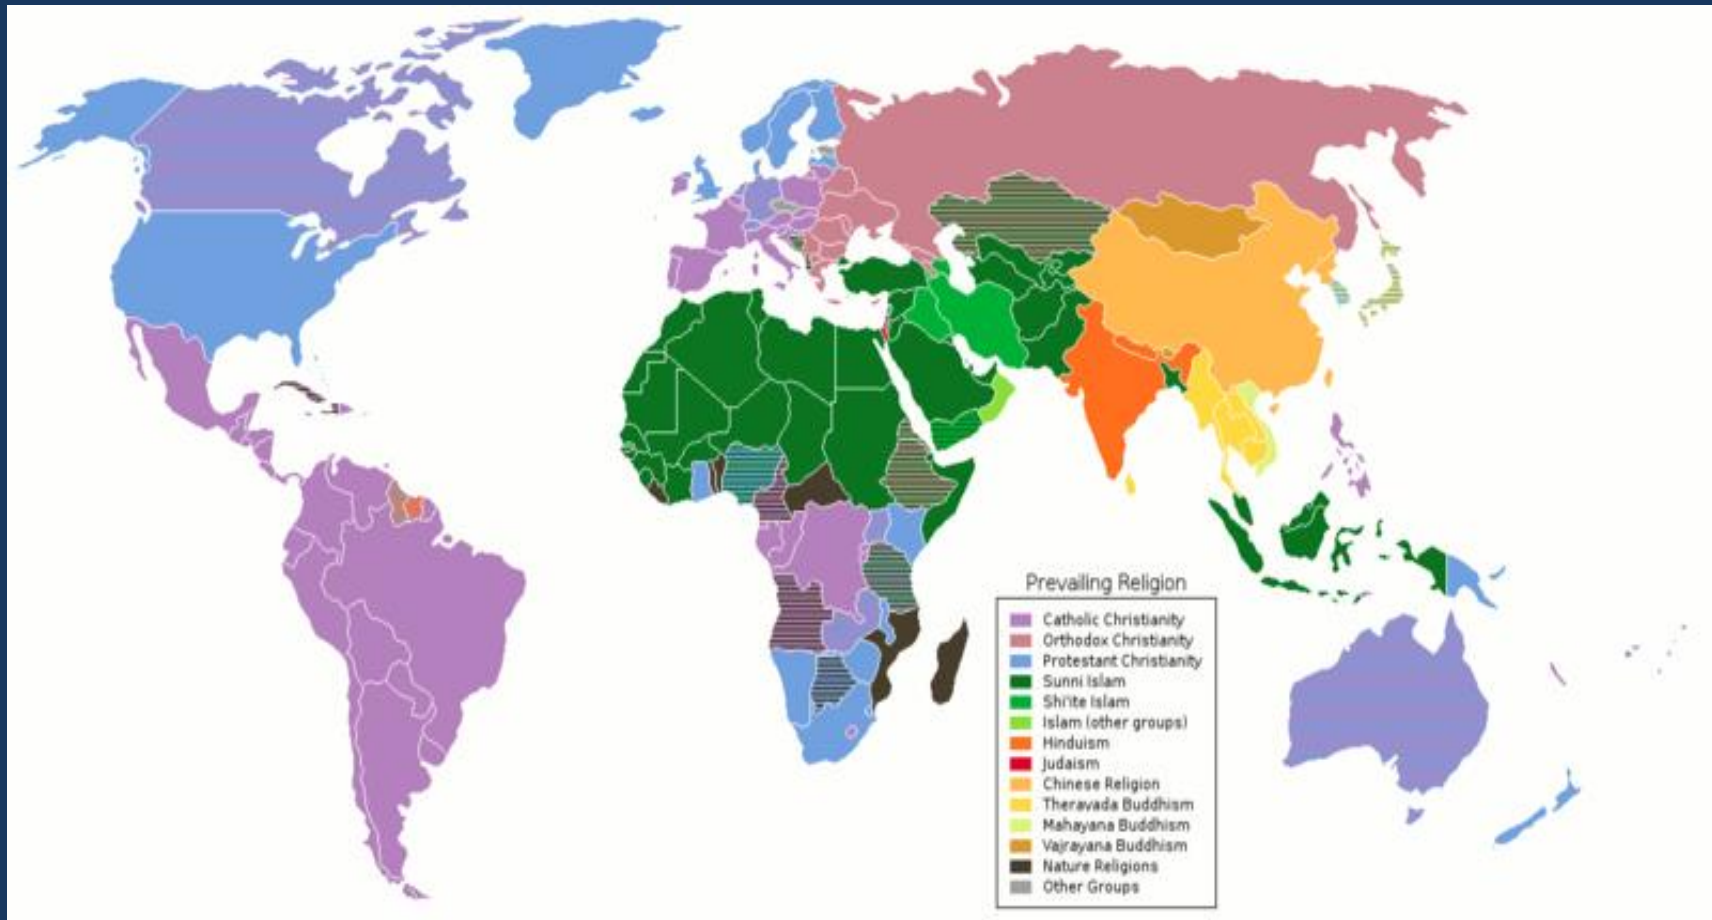 Prevailing Religion
Catholic Christianity
Orthodox Christianity
Protestant Christianity
Sunni Islam
Shi'ite Islam
Islam (other groups)
Hinduism
Judaism
Chinese Religion
Theravada Buddhism
Mahayana Buddhism
Vajrayana Buddhism
Nature Religions
Other Groups